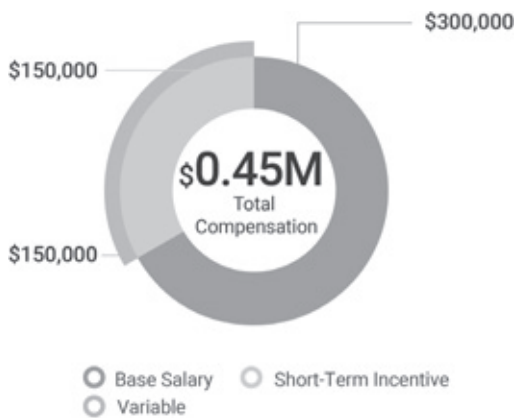 $300,000
$150,000
$0.45M
Total
Compensation
$150,000
Base Salary
Short-Term Incentive
Variable